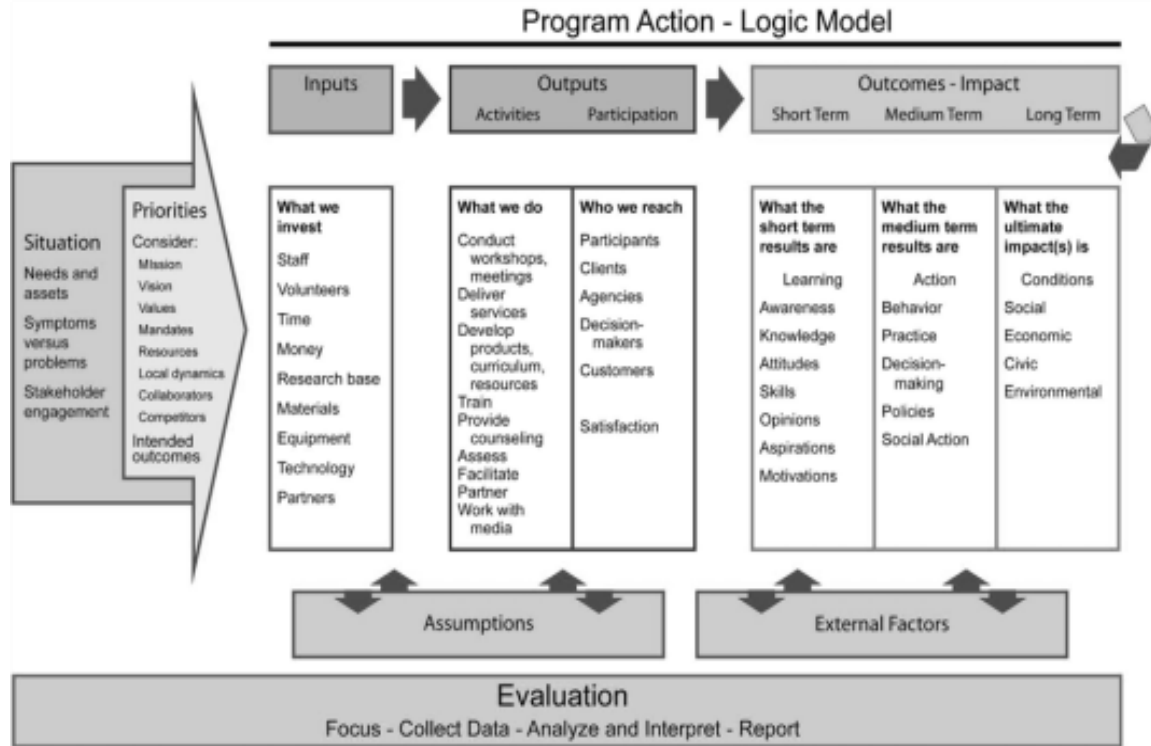 Program Action - Logic Model
Inputs
Outputs
Activities Participation
Outcomes - Impact
Short Term Medium Term Long Term
Situation
Needs and
assets
Symptoms
versus
problems
Stakeholder
engagement
Priorities
Consider:
Mission
Vision
Values
Mandates
Resources
Local dynamics
Collaborators
Competitors
Intended
outcomes
What we
invest
Staff
Volunteers
Time
Money
Research base
Materials
Equipment
Technology
Partners
What we do
Conduct
workshops,
meetings
Deliver
services
Develop
products,
curriculum,
resources
Train
Provide
counseling
Assess
Facilitate
Partner
Work with
media
Who we reach
Participants
Clients
Agencies
Decision-
makers
Customers
Satisfaction
What the
short term
results are
Learning
Awareness
Knowledge
Attitudes
Skills
Opinions
Aspirations
Motivations
What the
medium term
results are
Action
Behavior
Practice
Decision-
making
Policies
Social Action
What the
ultimate
impact(s) is
Conditions
Social
Economic
Civic
Environmental
Assumptions
External Factors
Evaluation
Focus - Collect Data - Analyze and Interpret - Report